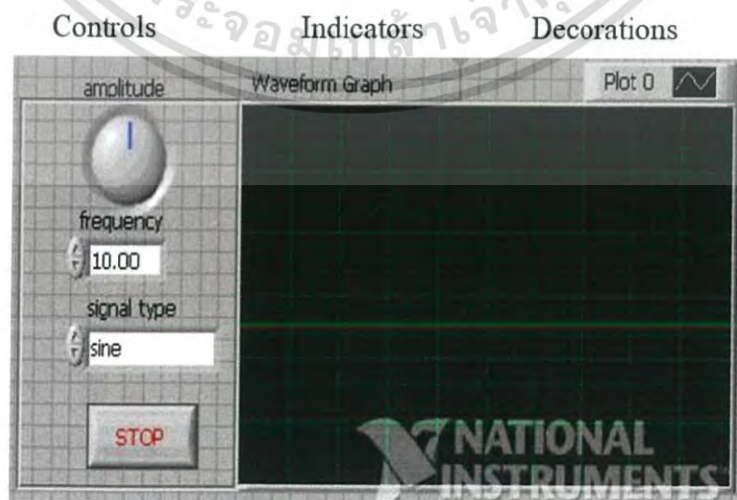 Controls Indicators Decorations
amplitude Waveform Graph Plot 0
frequency
10.00
signal type
sine
STOP
NATIONAL
INSTRUMENTS